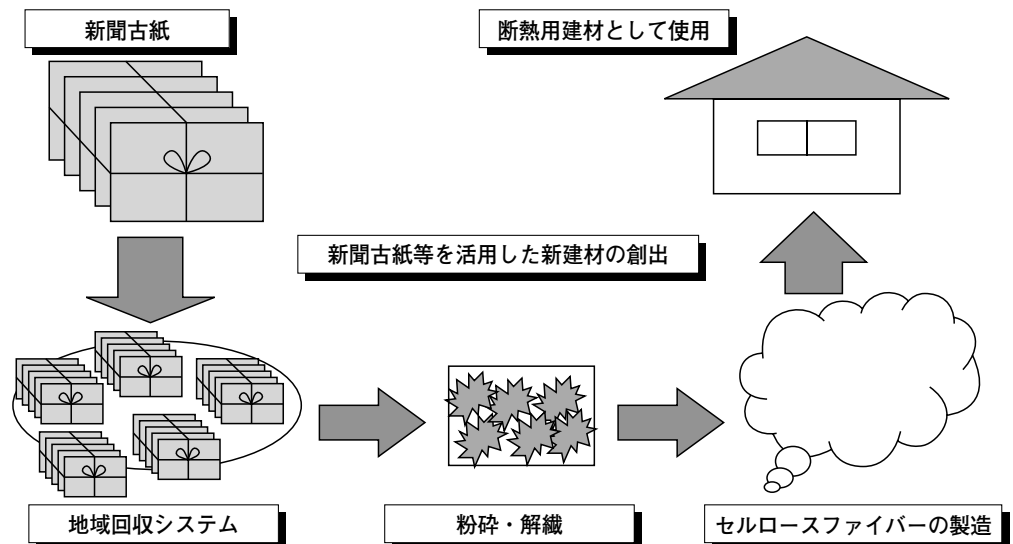 新聞古紙
断熱用建材として使用
新聞古紙等を活用した新建材の創出
地域回収システム
粉砕・解繊
セルロースファイバーの製造